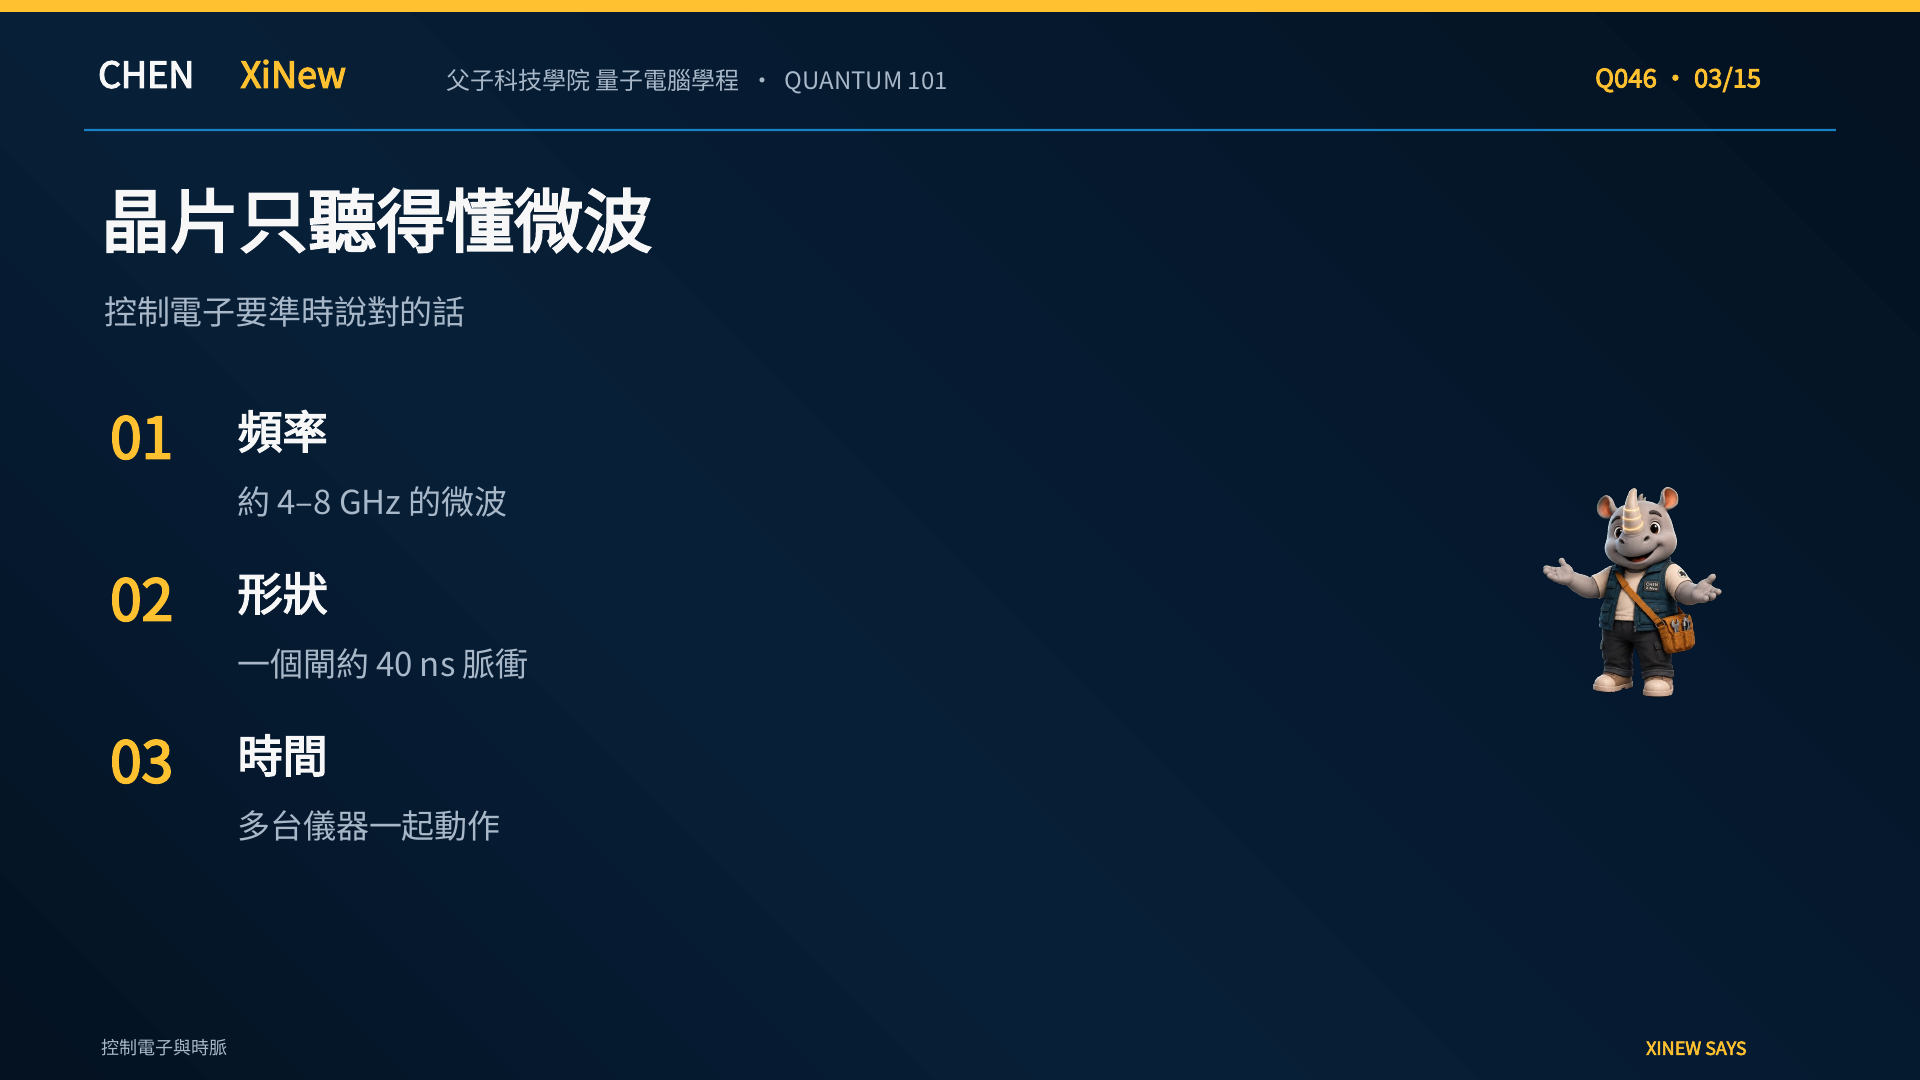 CHEN XiNew 父子科技學院 量子電腦學程 · QUANTUM 101 Q046 · 03/15
晶片只聽得懂微波
控制電子要準時說對的話
01 頻率
約 4–8 GHz 的微波
02 形狀
一個閘約 40 ns 脈衝
03 時間
多台儀器一起動作
控制電子與時脈 XINEW SAYS